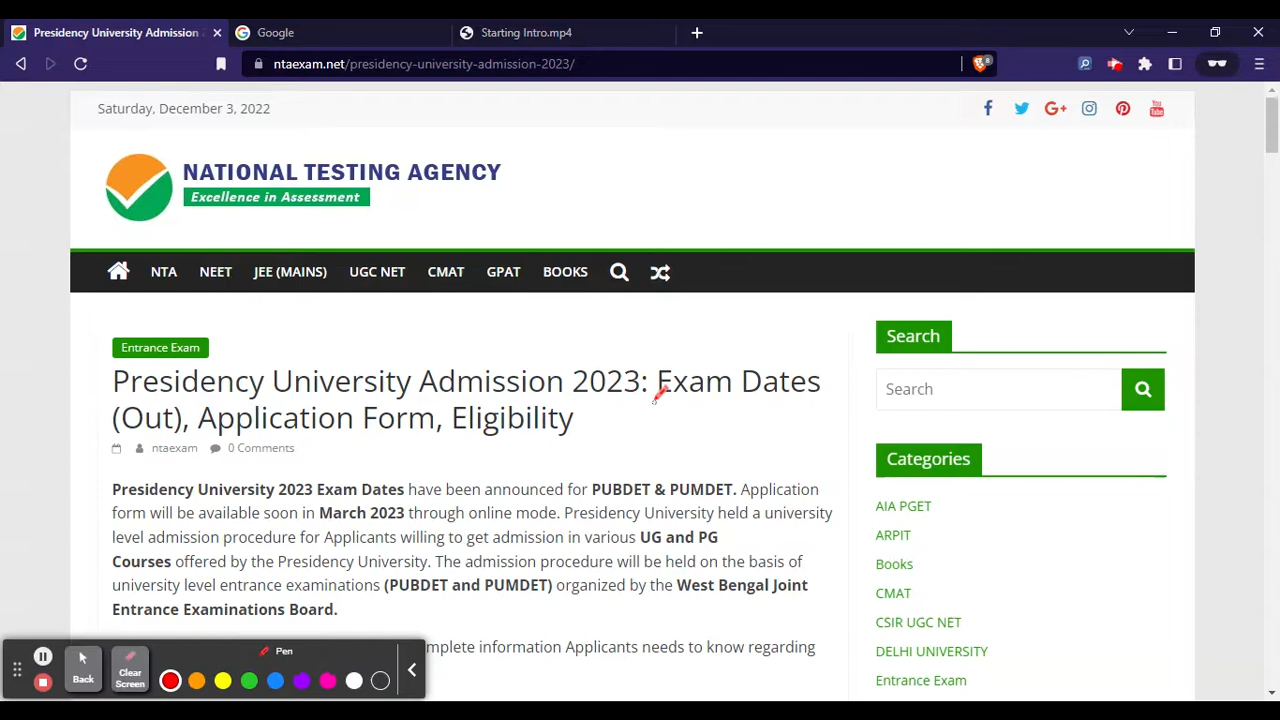 Presidency University Admission 2
Google
Starting Intro.mp4
ntaexam.net/presidency-university-admission-2023/
8
Saturday, December 3, 2022
NATIONAL TESTING AGENCY
Excellence in Assessment
NTA NEET JEE (MAINS) UGC NET CMAT GPAT BOOKS
Entrance Exam
Presidency University Admission 2023: Exam Dates
(Out), Application Form, Eligibility
ntaexam 0 Comments
Presidency University 2023 Exam Dates have been announced for PUBDET & PUMDET. Application
form will be available soon in March 2023 through online mode. Presidency University held a university
level admission procedure for Applicants willing to get admission in various UG and PG
Courses offered by the Presidency University. The admission procedure will be held on the basis of
university level entrance examinations (PUBDET and PUMDET) organized by the West Bengal Joint
Entrance Examinations Board.
mplete information Applicants needs to know regarding
Search
Search
Categories
AIA PGET
ARPIT
Books
CMAT
CSIR UGC NET
DELHI UNIVERSITY
Entrance Exam
Pen
Back
Clear
Screen
You
Tube